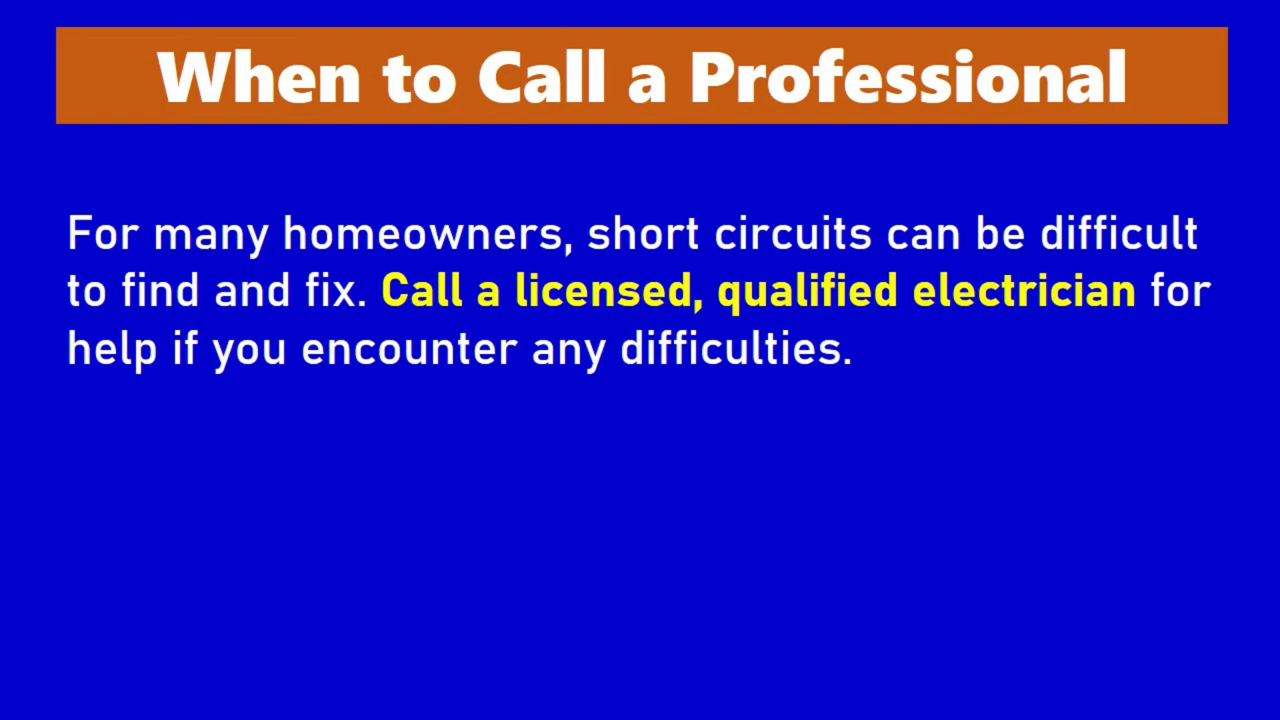 When to Call a Professional
For many homeowners, short circuits can be difficult
to find and fix. Call a licensed, qualified electrician for
help if you encounter any difficulties.